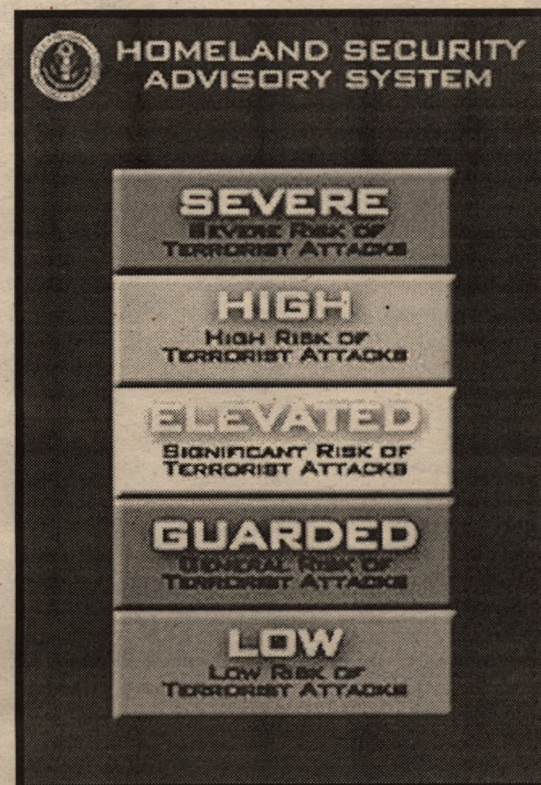 HOMELAND SECURITY
ADVISORY SYSTEM
SEVERE
SEVERE RISK OF
TERRORIST ATTACKS
HIGH
HIGH RISK OF
TERRORIST ATTACKS
ELEVATED
SIGNIFICANT RISK OF
TERRORIST ATTACKS
GUARDED
GENERAL RISK OF
TERRORIST ATTACKS
LOW
LOW RISK OF
TERRORIST ATTACKS